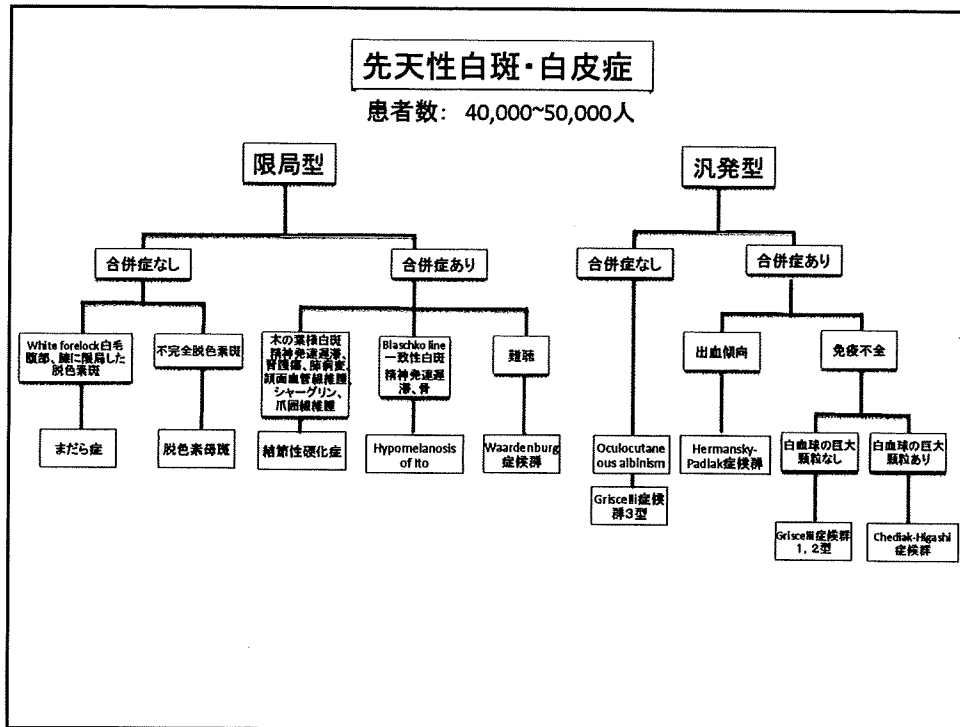 先天性白斑・白皮症
患者数： 40,000~50,000人
限局型
汎発型
合併症なし
合併症あり
合併症なし
合併症あり
White forelock白毛
腹部、膝に限局した
脱色素斑
不完全脱色素斑
木の葉様白斑
精神発達遅滞、
腎腫瘍、肺病変、
顔面血管線維腫、
シャーグリン、
爪囲線維腫
Blaschko line
一致性白斑
精神発達遅
滞、骨
難聴
出血傾向
免疫不全
白血球の巨大
顆粒なし
白血球の巨大
顆粒あり
まだら症
脱色素母斑
結節性硬化症
Hypomelanosis
of Ito
Waardenburg
症候群
Oculocutane
ous albinism
Griscelli症候
群３型
Hermansky-
Padlak症候群
Griscelli症候群
１，２型
Chediak-Higashi
症候群